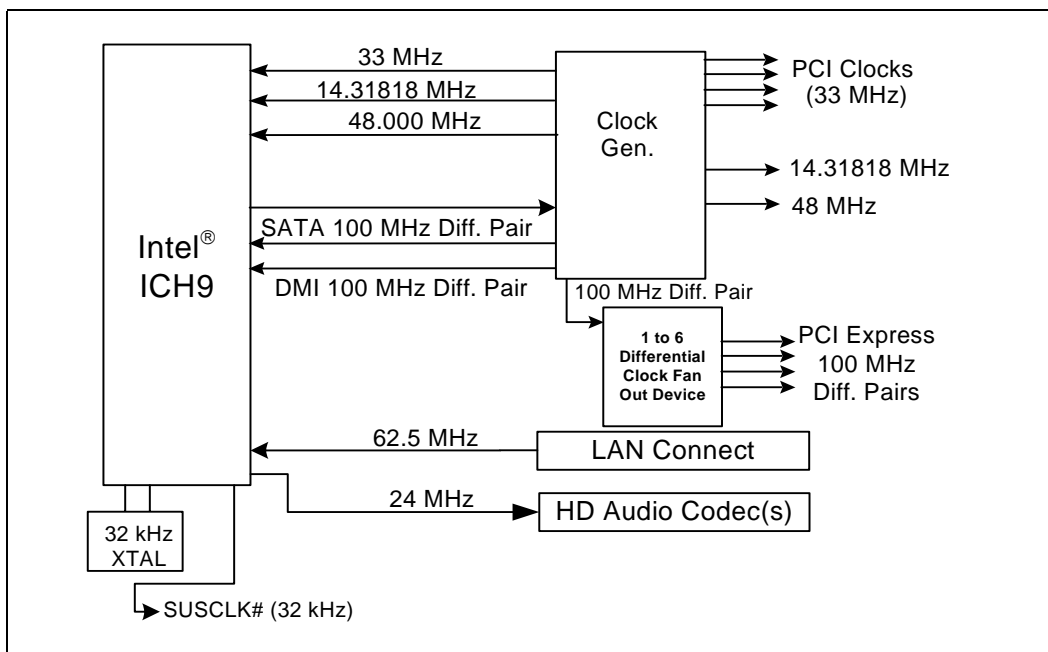 33 MHz
14.31818 MHz
48.000 MHz
Intel®
ICH9
SATA 100 MHz Diff. Pair
DMI 100 MHz Diff. Pair
Clock
Gen.
PCI Clocks
(33 MHz)
14.31818 MHz
48 MHz
100 MHz Diff. Pair
1 to 6
Differential
Clock Fan
Out Device
PCI Express
100 MHz
Diff. Pairs
62.5 MHz
LAN Connect
24 MHz
HD Audio Codec(s)
32 kHz
XTAL
SUSCLK# (32 kHz)